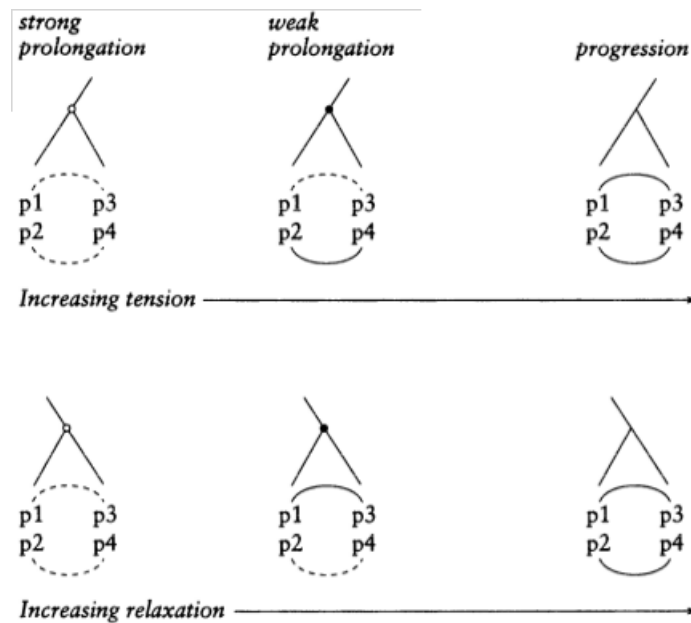 strong prolongation
weak prolongation
progression
p1 p3
p2 p4
p1 p3
p2 p4
p1 p3
p2 p4
Increasing tension
p1 p3
p2 p4
p1 p3
p2 p4
p1 p3
p2 p4
Increasing relaxation